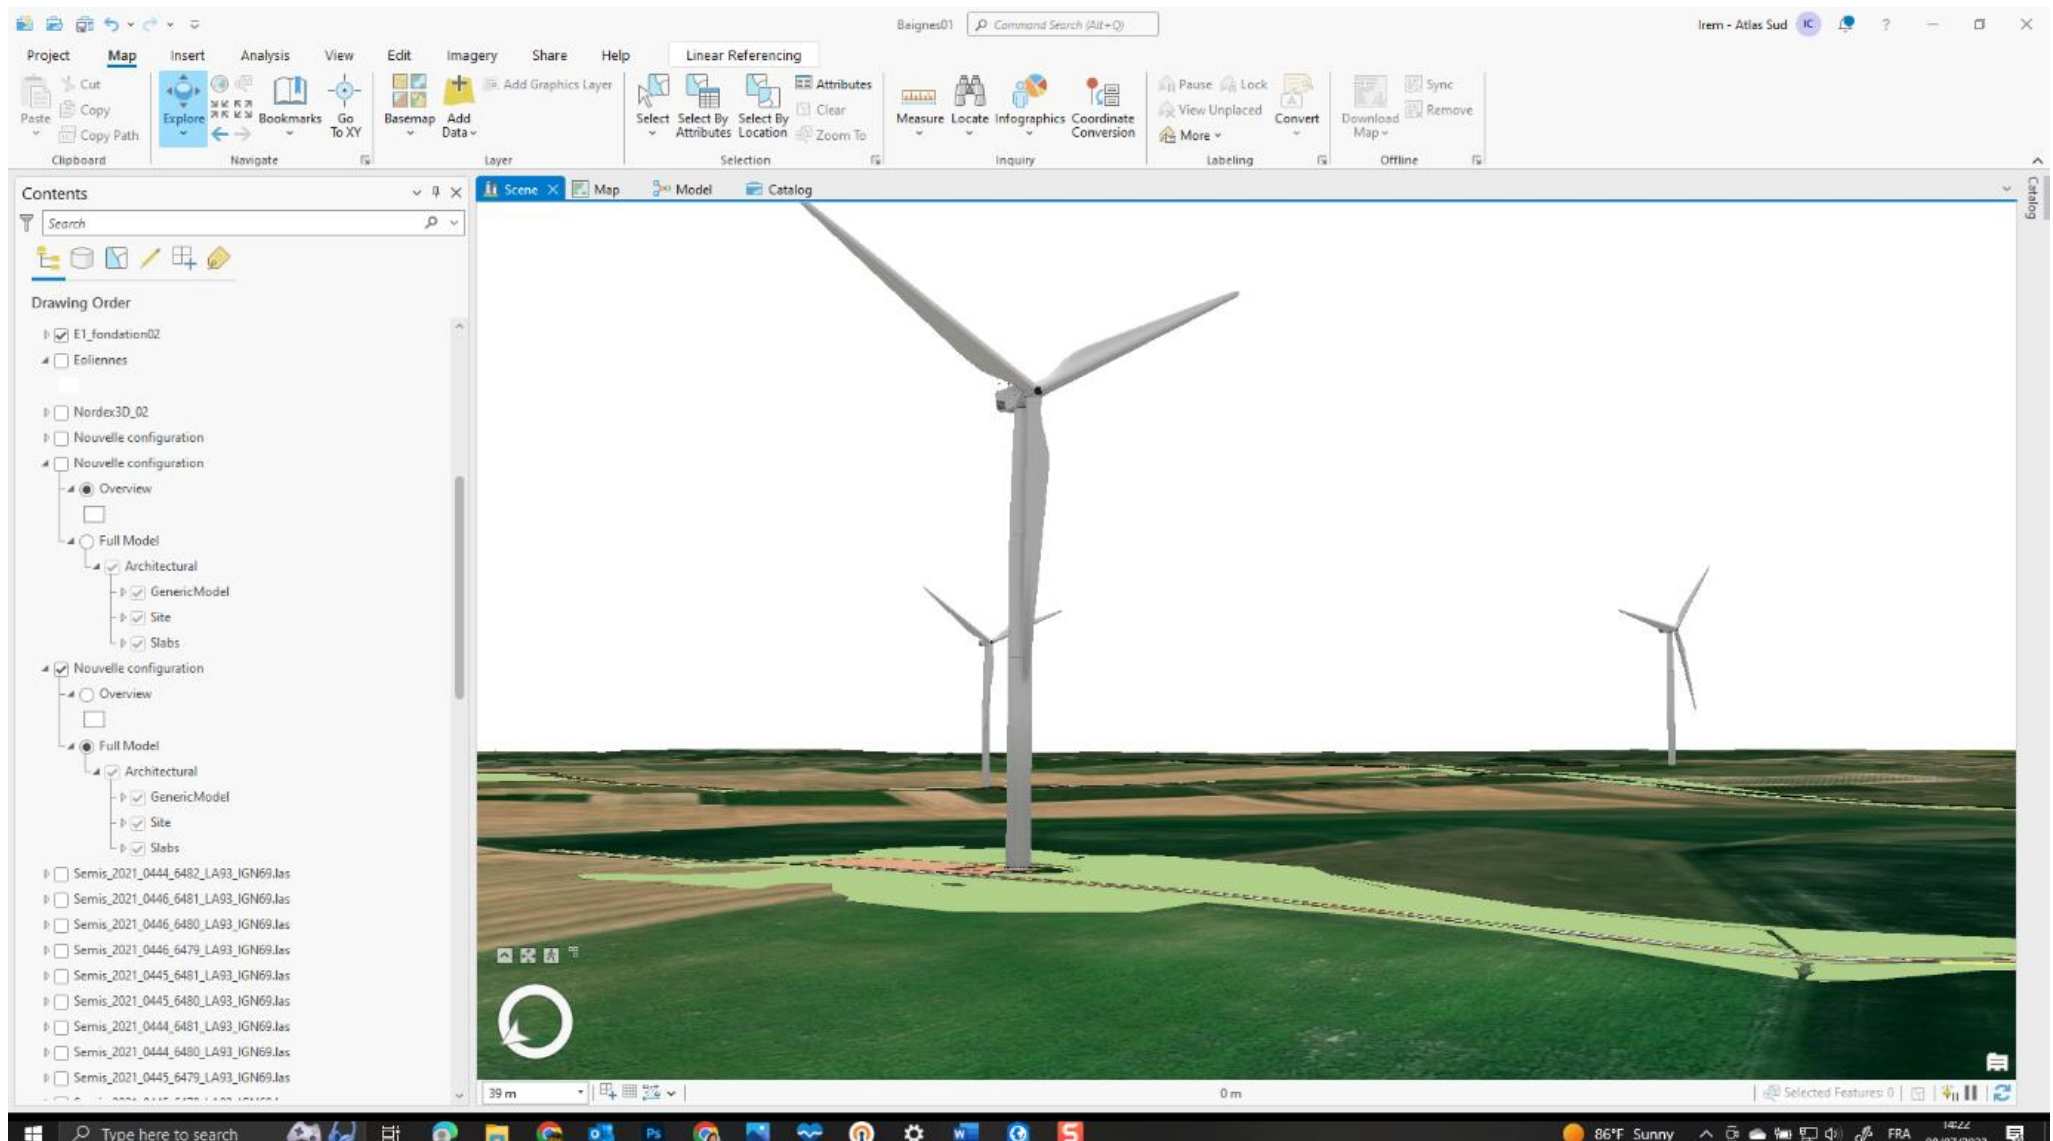 Baignes01 Command Search (Alt+Q) Irem - Atlas Sud IC ?
Project Map Insert Analysis View Edit Imagery Share Help Linear Referencing
Paste
Cut
Copy
Copy Path
Clipboard
Explore
Bookmarks
Go
To XY
Navigate
Basemap
Add
Data
Add Graphics Layer
Layer
Select
Select By
Attributes
Select By
Location
Attributes
Clear
Zoom To
Selection
Measure
Locate
Infographics
Coordinate
Conversion
Inquiry
Pause Lock
View Unplaced
More
Convert
Labeling
Download
Map
Sync
Remove
Offline
Contents
Search
Drawing Order
E1_fondation02
Eoliennes
Nordex3D_02
Nouvelle configuration
Nouvelle configuration
Overview
Full Model
Architectural
GenericModel
Site
Slabs
Nouvelle configuration
Overview
Full Model
Architectural
GenericModel
Site
Slabs
Semis_2021_0444_6482_LA93_IGN69.las
Semis_2021_0446_6481_LA93_IGN69.las
Semis_2021_0446_6480_LA93_IGN69.las
Semis_2021_0446_6479_LA93_IGN69.las
Semis_2021_0445_6481_LA93_IGN69.las
Semis_2021_0445_6480_LA93_IGN69.las
Semis_2021_0444_6481_LA93_IGN69.las
Semis_2021_0444_6480_LA93_IGN69.las
Semis_2021_0445_6479_LA93_IGN69.las
Scene Map Model Catalog
Catalog
39 m 0 m Selected Features: 0
Type here to search Ps W S 86°F Sunny FRA 14:22